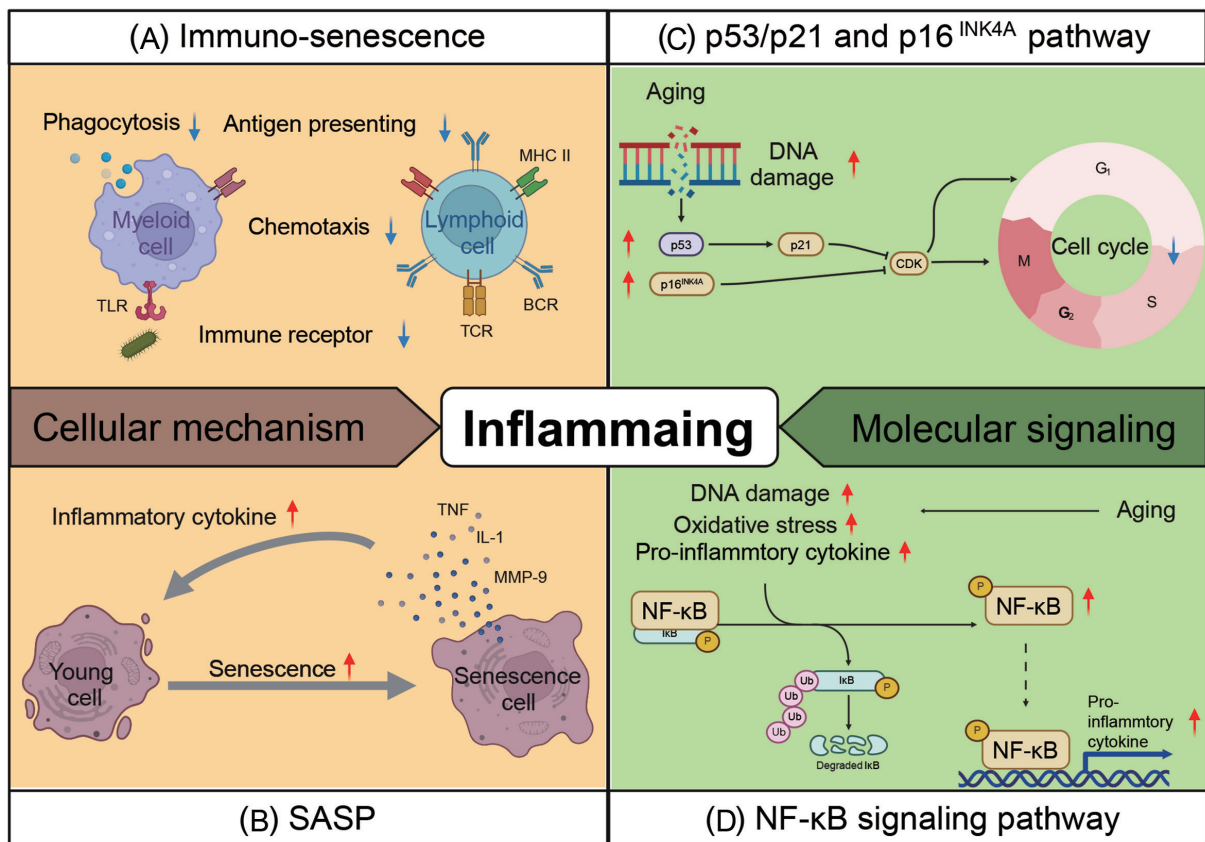 (A) Immuno-senescence
Phagocytosis
Antigen presenting
MHC II
Myeloid
cell
Chemotaxis
Lymphoid
cell
TLR
BCR
TCR
Immune receptor
(C) p53/p21 and p16 INK4A pathway
Aging
DNA
damage
p53
p21
p16INK4A
CDK
G1
Cell cycle
M
S
G2
Cellular mechanism
Inflammaing
Molecular signaling
Inflammatory cytokine
TNF
IL-1
MMP-9
Young
cell
Senescence
Senescence
cell
(B) SASP
DNA damage
Oxidative stress
Pro-inflammtory cytokine
Aging
NF-κB
IκB
P
P
NF-κB
Ub
IκB
P
Ub
Ub
Ub
Degraded IκB
P
NF-κB
Pro-
inflammtory
cytokine
(D) NF-κB signaling pathway